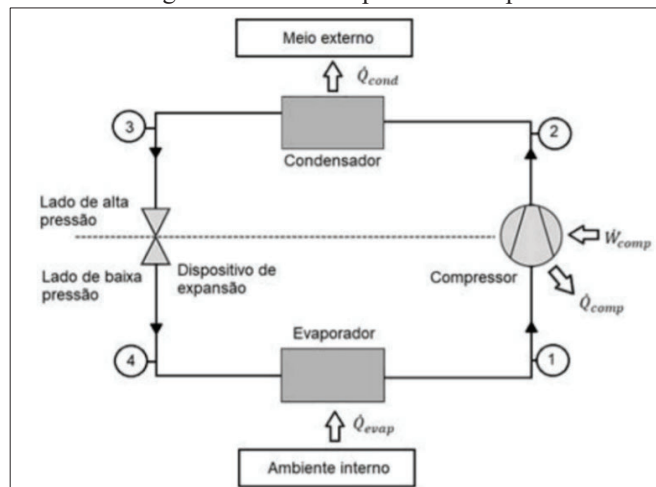 Meio externo
Q̇cond
3
2
Condensador
Lado de alta
pressão
Ẇcomp
Lado de baixa
pressão
Dispositivo de
expansão
Compressor
Q̇comp
Evaporador
4
1
Q̇evap
Ambiente interno